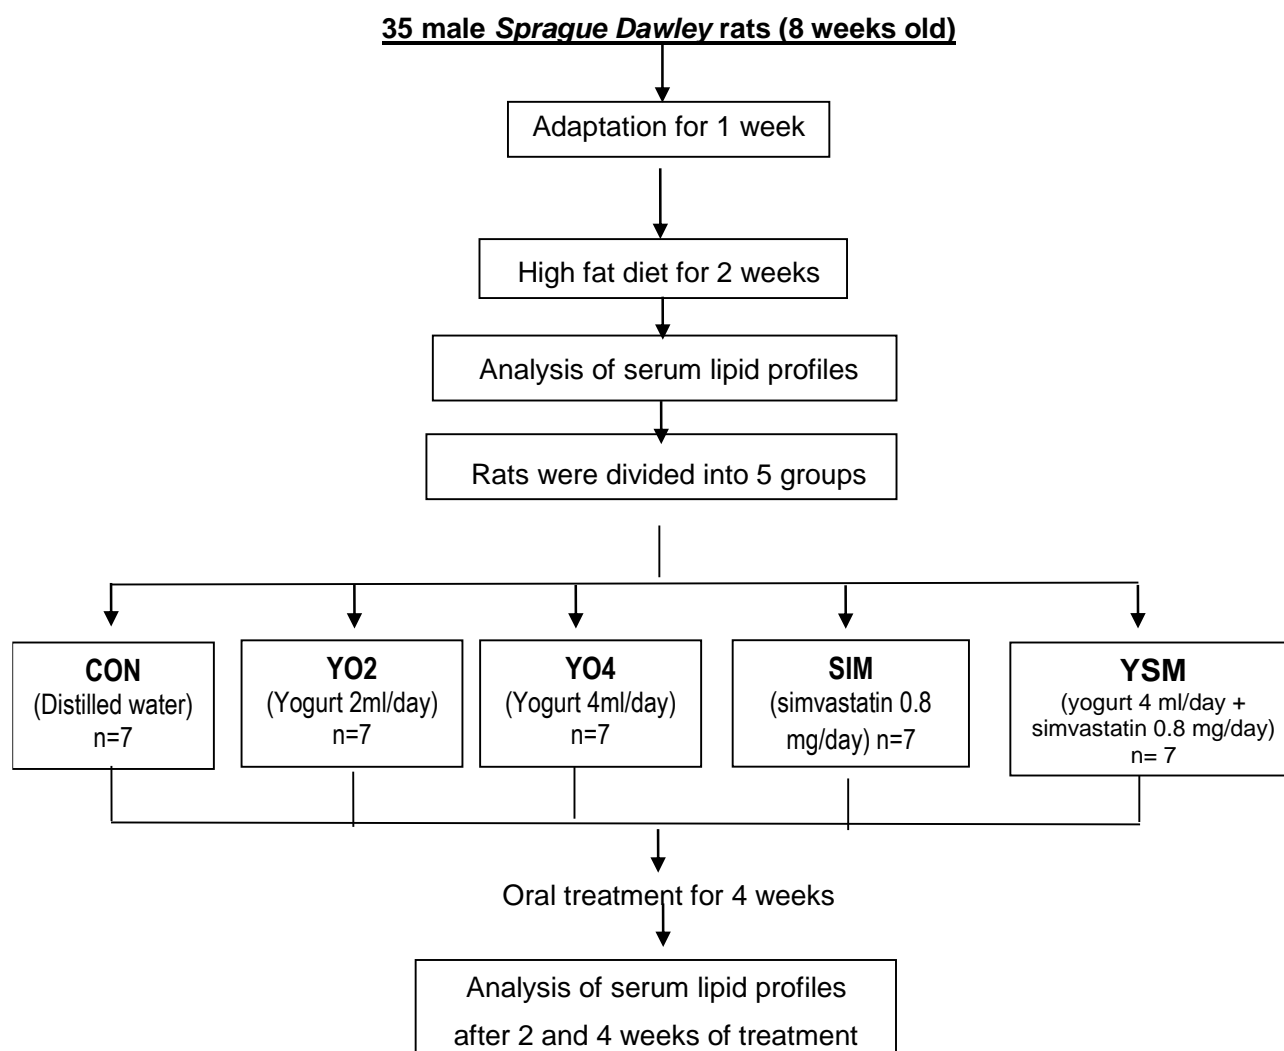 35 male Sprague Dawley rats (8 weeks old)
Adaptation for 1 week
High fat diet for 2 weeks
Analysis of serum lipid profiles
Rats were divided into 5 groups
CON
(Distilled water)
n=7
YO2
(Yogurt 2ml/day)
n=7
YO4
(Yogurt 4ml/day)
n=7
SIM
(simvastatin 0.8
mg/day) n=7
YSM
(yogurt 4 ml/day +
simvastatin 0.8 mg/day)
n= 7
Oral treatment for 4 weeks
Analysis of serum lipid profiles
after 2 and 4 weeks of treatment